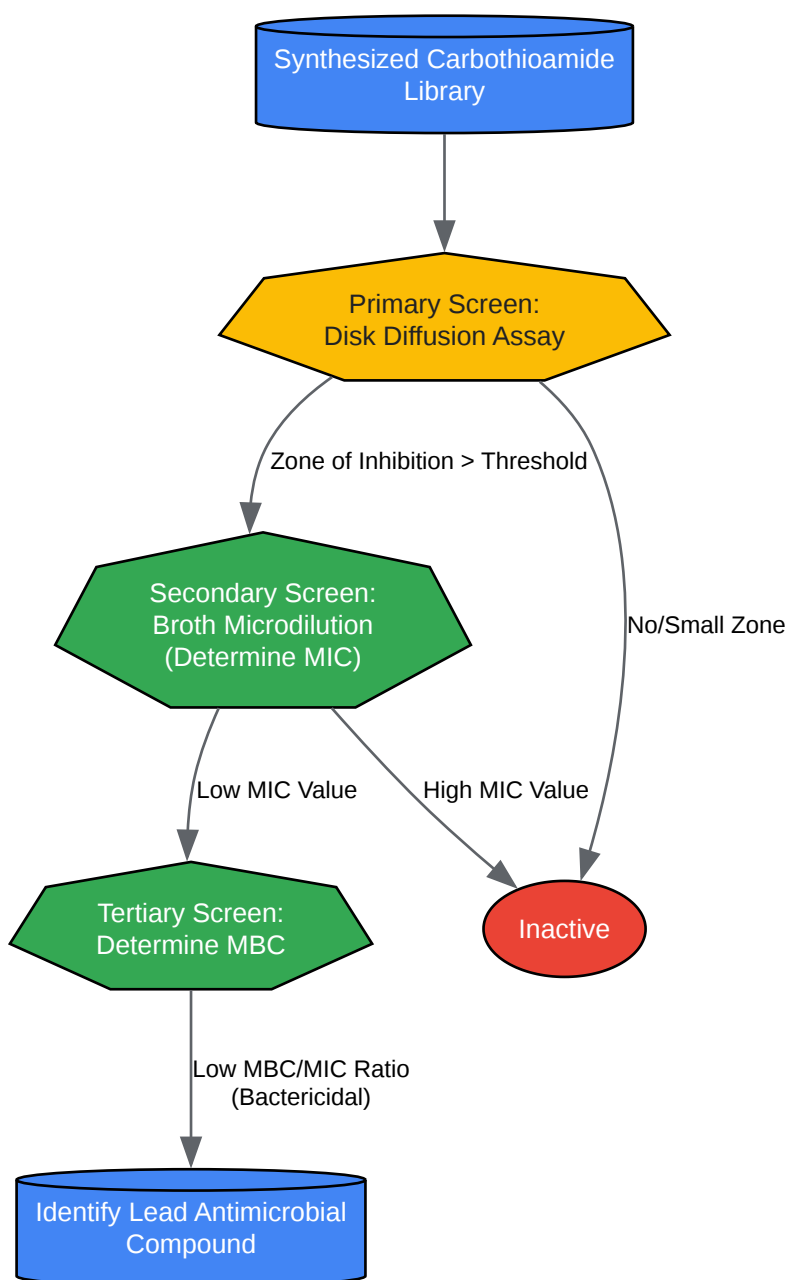 Synthesized Carbothioamide
Library
Primary Screen:
Disk Diffusion Assay
Zone of Inhibition > Threshold
Secondary Screen:
Broth Microdilution
(Determine MIC)
No/Small Zone
Low MIC Value
High MIC Value
Tertiary Screen:
Determine MBC
Inactive
Low MBC/MIC Ratio
(Bactericidal)
Identify Lead Antimicrobial
Compound